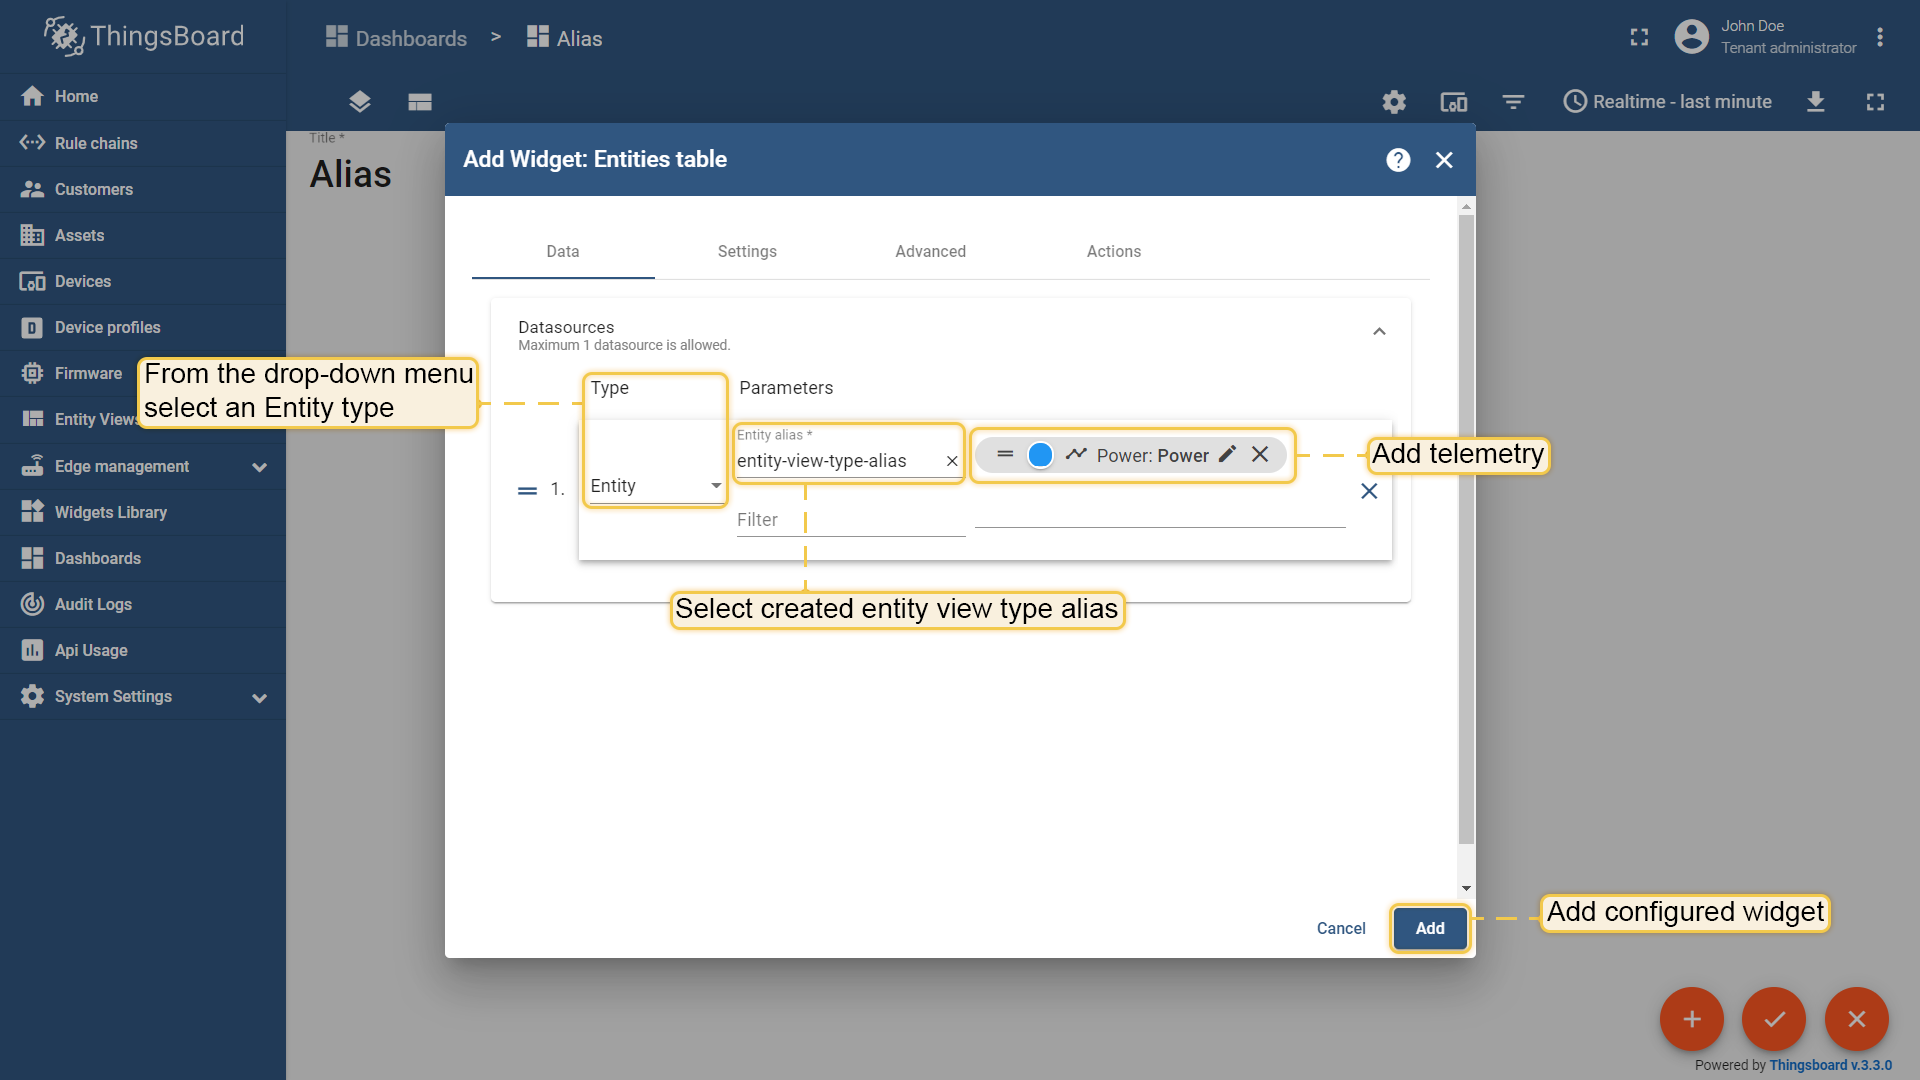 ThingsBoard
Dashboards > Alias
John Doe
Tenant administrator
Home
Rule chains
Customers
Assets
Devices
Device profiles
Firmware
Entity Views
Edge management
Widgets Library
Dashboards
Audit Logs
Api Usage
System Settings
Realtime - last minute
Title *
Alias
Add Widget: Entities table
Data Settings Advanced Actions
Datasources
Maximum 1 datasource is allowed.
Type Parameters
From the drop-down menu
select an Entity type
Entity alias *
entity-view-type-alias
Power: Power
Add telemetry
1. Entity
Filter
Select created entity view type alias
Cancel Add
Add configured widget
Powered by Thingsboard v.3.3.0